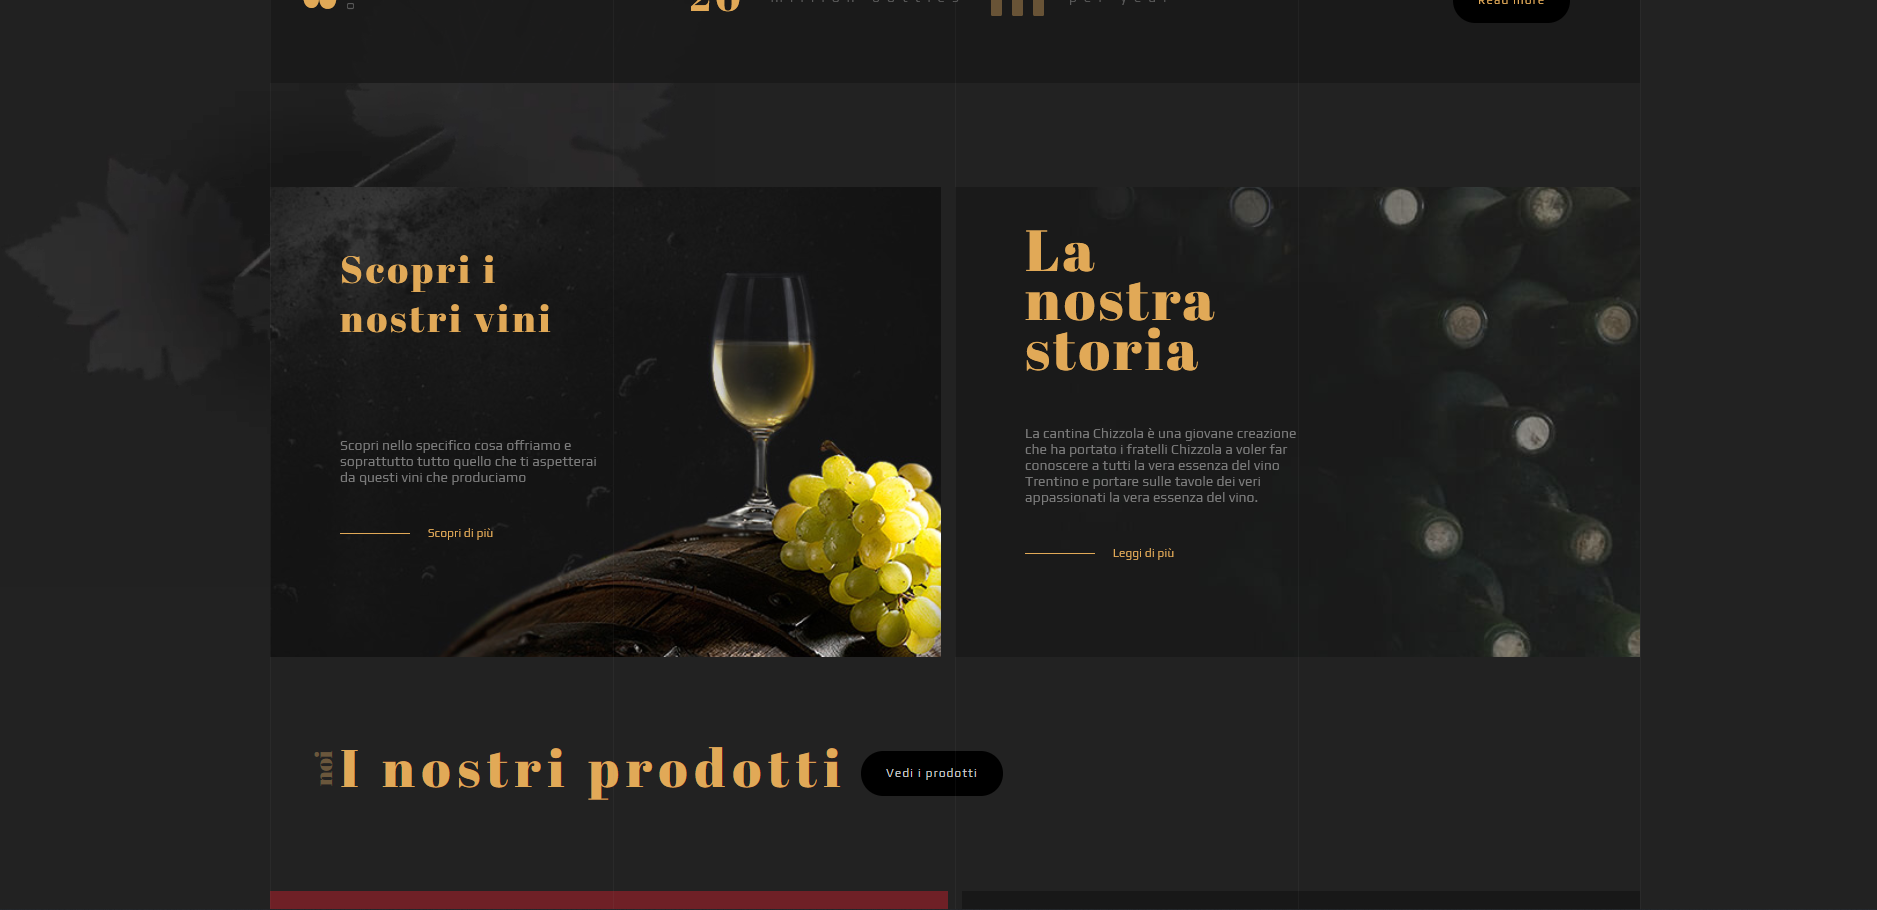 20 million bottles per year
Read more
Scopri i
nostri vini
Scopri nello specifico cosa offriamo e
soprattutto tutto quello che ti aspetterai
da questi vini che produciamo
Scopri di più
La
nostra
storia
La cantina Chizzola è una giovane creazione
che ha portato i fratelli Chizzola a voler far
conoscere a tutti la vera essenza del vino
Trentino e portare sulle tavole dei veri
appassionati la vera essenza del vino.
Leggi di più
noi
I nostri prodotti
Vedi i prodotti